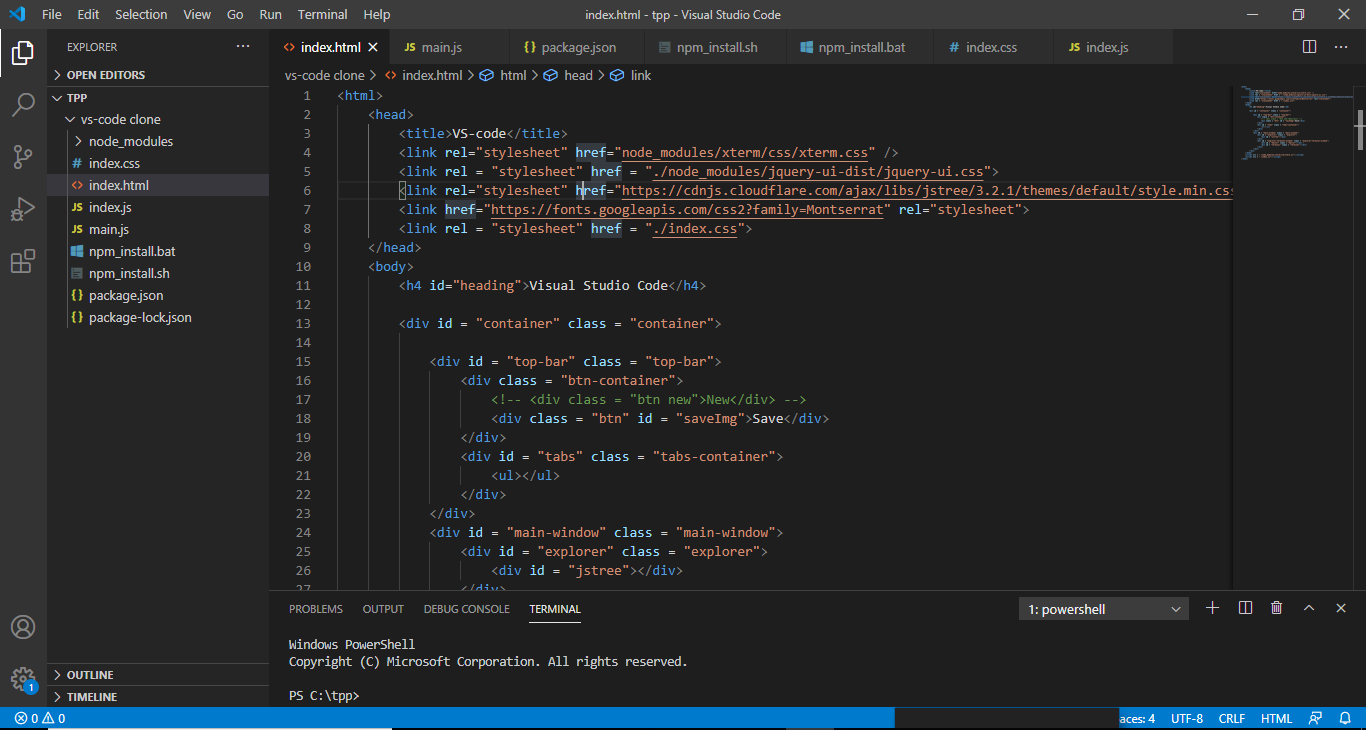 File Edit Selection View Go Run Terminal Help index.html - tpp - Visual Studio Code
EXPLORER ···
OPEN EDITORS
TPP
vs-code clone
node_modules
# index.css
<> index.html
JS index.js
JS main.js
npm_install.bat
npm_install.sh
{} package.json
{} package-lock.json
OUTLINE
TIMELINE
1
<> index.html JS main.js {} package.json npm_install.sh npm_install.bat # index.css JS index.js ···
vs-code clone > <> index.html > html > head > link
1 <html>
2 <head>
3 <title>VS-code</title>
4 <link rel="stylesheet" href="node_modules/xterm/css/xterm.css" />
5 <link rel = "stylesheet" href = "./node_modules/jquery-ui-dist/jquery-ui.css">
6 <link rel="stylesheet" href="https://cdnjs.cloudflare.com/ajax/libs/jstree/3.2.1/themes/default/style.min.css
7 <link href="https://fonts.googleapis.com/css2?family=Montserrat" rel="stylesheet">
8 <link rel = "stylesheet" href = "./index.css">
9 </head>
10 <body>
11 <h4 id="heading">Visual Studio Code</h4>
12
13 <div id = "container" class = "container">
14
15 <div id = "top-bar" class = "top-bar">
16 <div class = "btn-container">
17 <!-- <div class = "btn new">New</div> -->
18 <div class = "btn" id = "saveImg">Save</div>
19 </div>
20 <div id = "tabs" class = "tabs-container">
21 <ul></ul>
22 </div>
23 </div>
24 <div id = "main-window" class = "main-window">
25 <div id = "explorer" class = "explorer">
26 <div id = "jstree"></div>
27 </div>
PROBLEMS OUTPUT DEBUG CONSOLE TERMINAL 1: powershell
Windows PowerShell
Copyright (C) Microsoft Corporation. All rights reserved.
PS C:\tpp>
0 0 aces: 4 UTF-8 CRLF HTML